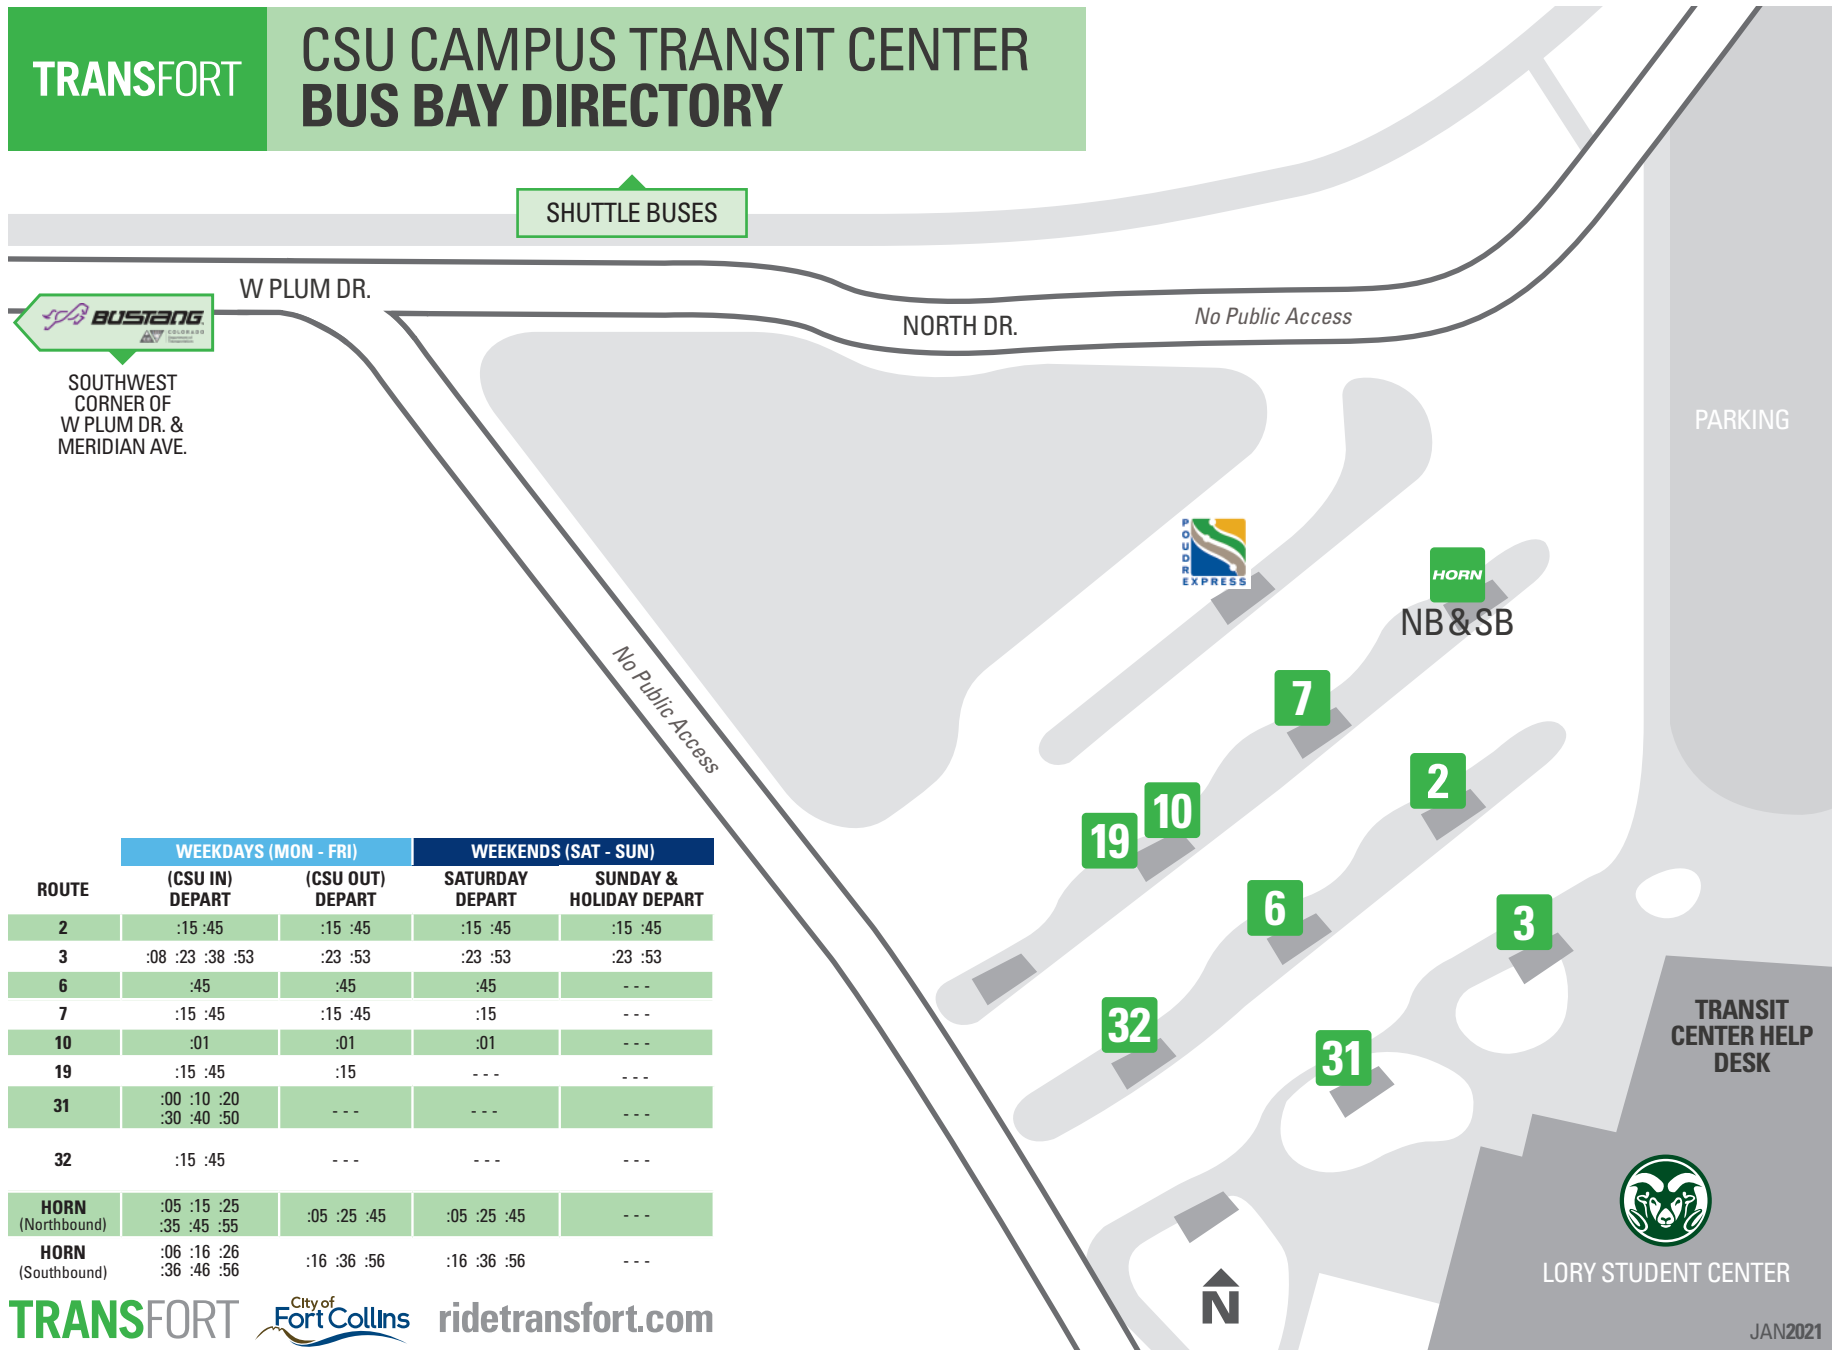 TRANSFORT
CSU CAMPUS TRANSIT CENTER
BUS BAY DIRECTORY
SHUTTLE BUSES
W PLUM DR.
BUSTANG
COLORADO
Department of
Transportation
NORTH DR.
No Public Access
SOUTHWEST
CORNER OF
W PLUM DR. &
MERIDIAN AVE.
PARKING
POUDR
EXPRESS
HORN
NB & SB
No Public Access
7
2
10
19
6
3
32
31
TRANSIT
CENTER HELP
DESK
LORY STUDENT CENTER
N
JAN2021
WEEKDAYS (MON - FRI) WEEKENDS (SAT - SUN)
ROUTE (CSU IN) DEPART (CSU OUT) DEPART SATURDAY DEPART SUNDAY & HOLIDAY DEPART
2 :15 :45 :15 :45 :15 :45 :15 :45
3 :08 :23 :38 :53 :23 :53 :23 :53 :23 :53
6 :45 :45 :45 - - -
7 :15 :45 :15 :45 :15 - - -
10 :01 :01 :01 - - -
19 :15 :45 :15 - - - - - -
31 :00 :10 :20 :30 :40 :50 - - - - - - - - -
32 :15 :45 - - - - - - - - -
HORN (Northbound) :05 :15 :25 :35 :45 :55 :05 :25 :45 :05 :25 :45 - - -
HORN (Southbound) :06 :16 :26 :36 :46 :56 :16 :36 :56 :16 :36 :56 - - -
TRANSFORT
City of
Fort Collins
ridetransfort.com